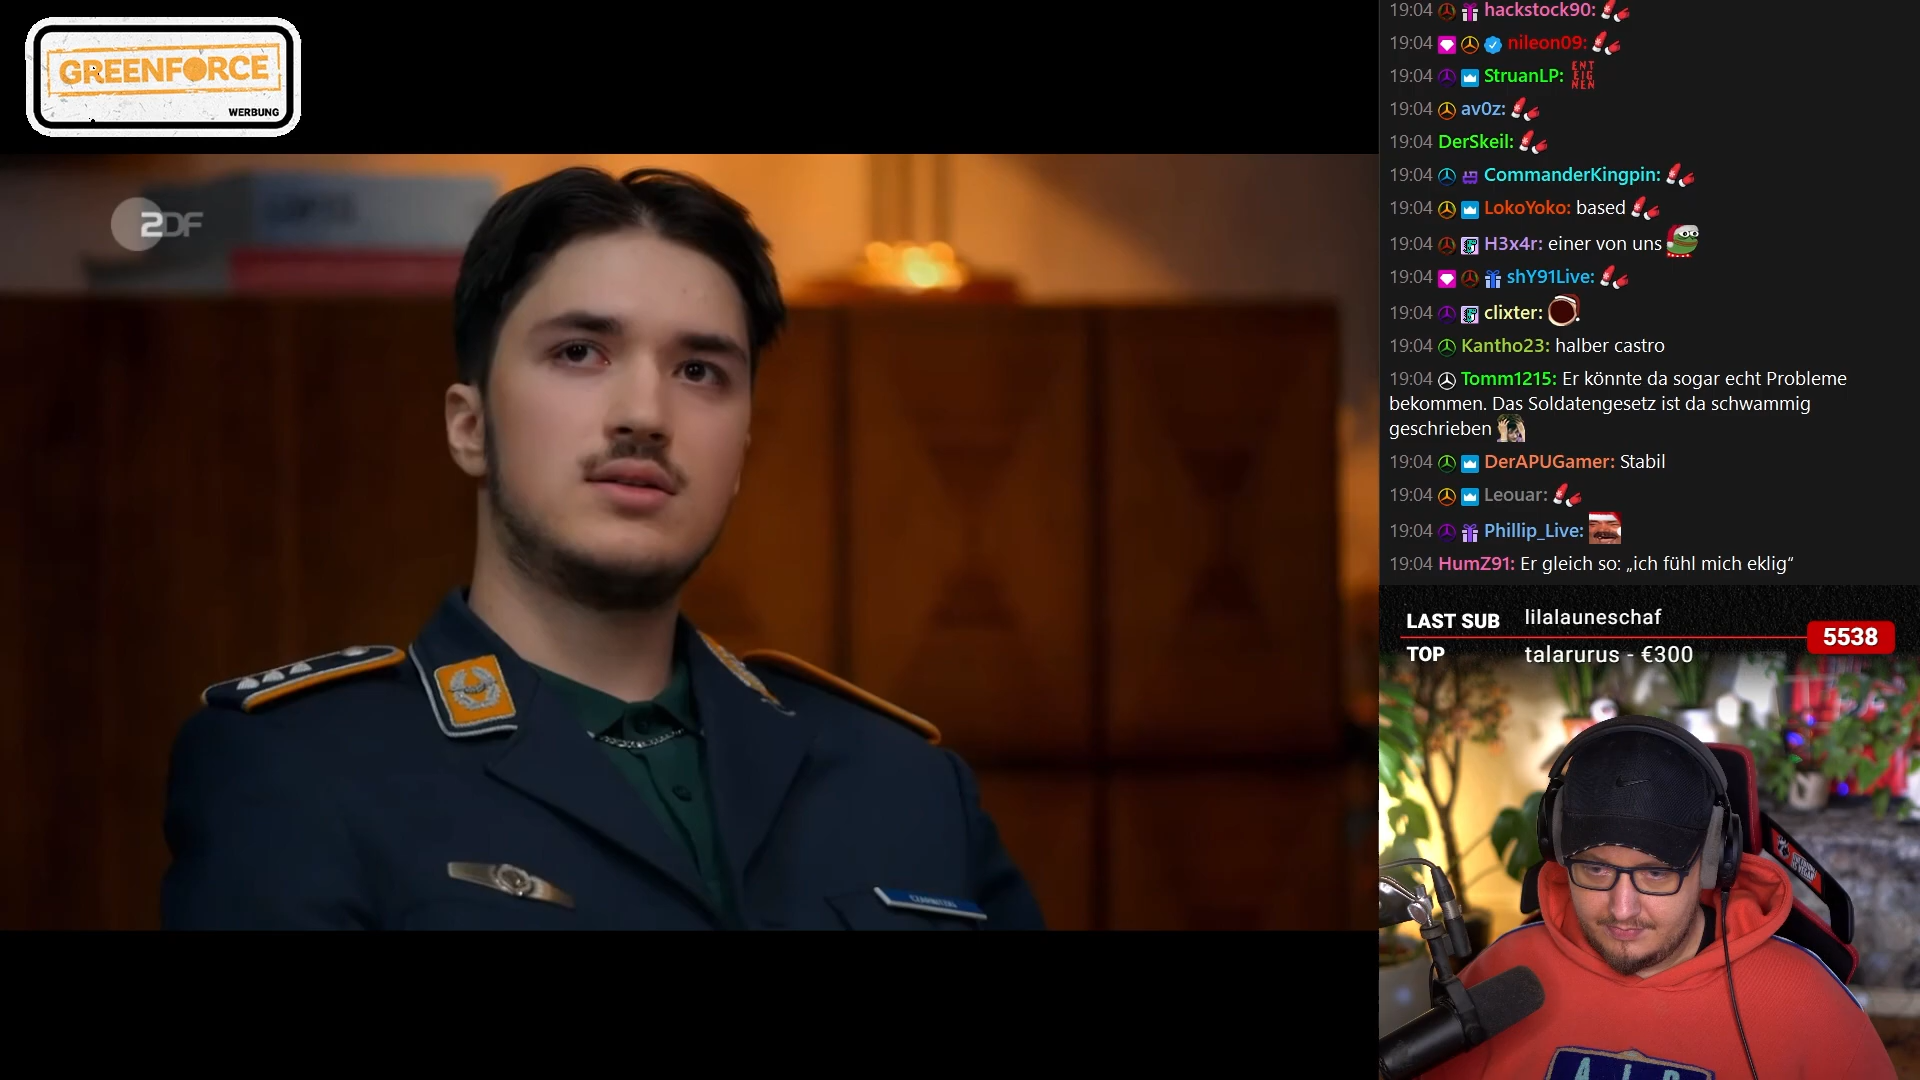 GREENFORCE
WERBUNG
ZDF
19:04 hackstock90:
19:04 nileon09:
19:04 StruanLP: ENT EIG NEN
19:04 av0z:
19:04 DerSkeil:
19:04 CommanderKingpin:
19:04 LokoYoko: based
19:04 H3x4r: einer von uns
19:04 shY91Live:
19:04 clixter:
19:04 Kantho23: halber castro
19:04 Tomm1215: Er könnte da sogar echt Probleme
bekommen. Das Soldatengesetz ist da schwammig
geschrieben
19:04 DerAPUGamer: Stabil
19:04 Leouar:
19:04 Phillip_Live:
19:04 HumZ91: Er gleich so: „ich fühl mich eklig“
LAST SUB lilalauneschaf
5538
TOP talarurus - €300